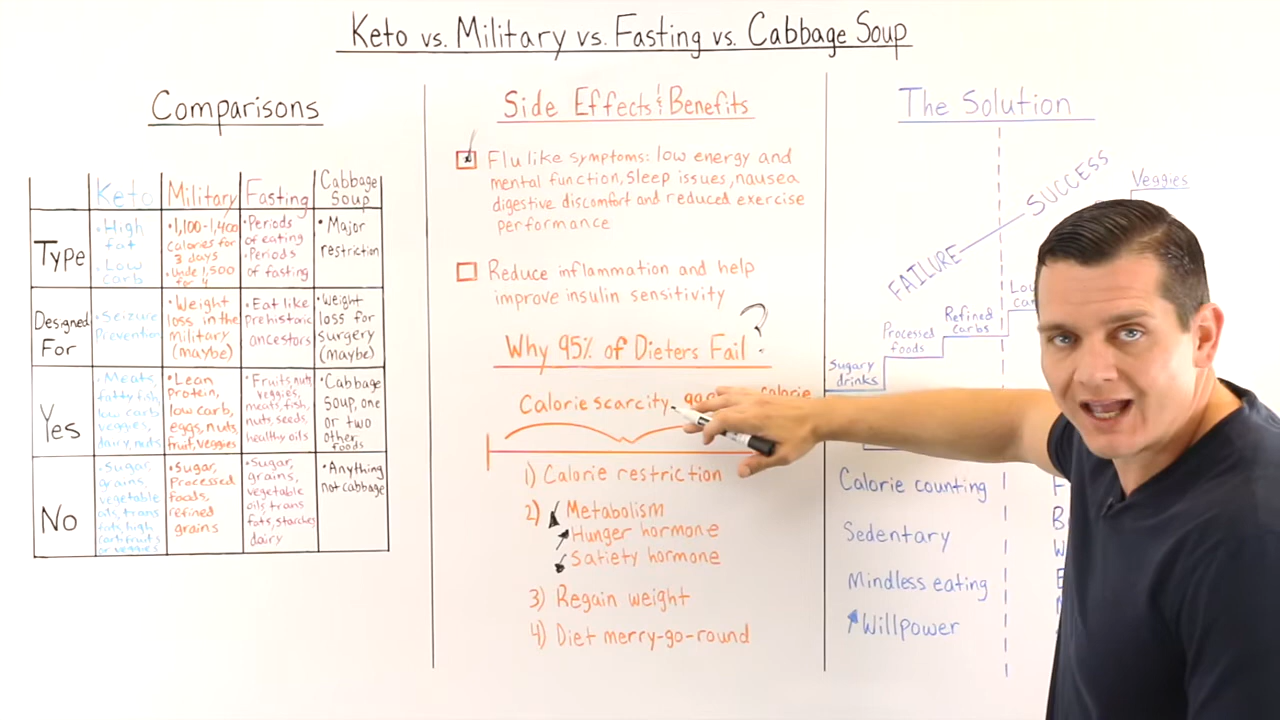 Keto vs. Military vs. Fasting vs. Cabbage Soup
Comparisons
Keto
Military
Fasting
Cabbage
Soup
Type
•High
fat
•Low
carb
•1,100-1,400
calories for
3 days
•Unde 1,500
for 4
•Periods
of eating
•Periods
of fasting
•Major
restriction
Designed
For
•Seizure
Prevention
•Weight
loss in the
military
(maybe)
•Eat like
prehistoric
ancestors
•Weight
loss for
surgery
(maybe)
Yes
•Meats,
fatty fish,
low carb
veggies,
dairy, nuts
•Lean
Protein,
low carb,
eggs, nuts,
fruit, veggies
•Fruits, nuts,
veggies,
meats, fish,
nuts, seeds,
healthy oils
•Cabbage
Soup, one
or two
other
foods
No
•Sugar,
grains,
vegetable
oils, trans
fats, high
carb fruits
or veggies
•Sugar,
Processed
foods,
refined
grains
•Sugar,
grains,
vegetable
oils, trans
fats, starches
dairy
•Anything
not cabbage
Side Effects & Benefits
Flu like symptoms: low energy and
mental function, sleep issues, nausea
digestive discomfort and reduced exercise
performance
Reduce inflammation and help
improve insulin sensitivity
Why 95% of Dieters Fail ?
Calorie scarcity calorie
1) Calorie restriction
2) Metabolism
Hunger hormone
Satiety hormone
3) Regain weight
4) Diet merry-go-round
The Solution
FAILURE SUCCESS
Veggies
Refined
carbs
Processed
foods
Sugary
drinks
Calorie counting
Sedentary
Mindless eating
Willpower